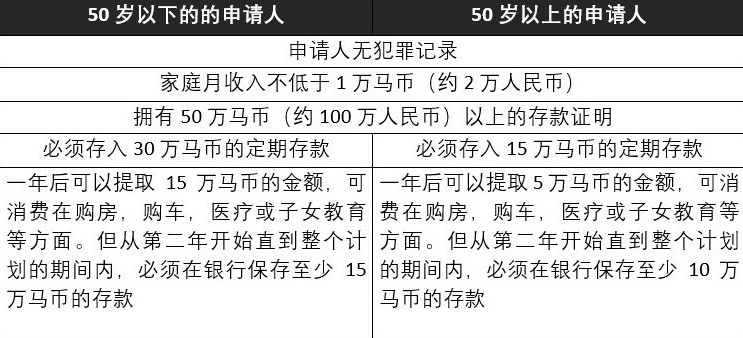 50 岁以下的的申请人
50 岁以上的申请人
申请人无犯罪记录
家庭月收入不低于 1 万马币（约 2 万人民币）
拥有 50 万马币（约 100 万人民币）以上的存款证明
必须存入 30 万马币的定期存款
必须存入 15 万马币的定期存款
一年后可以提取 15 万马币的金额，可
消费在购房，购车，医疗或子女教育
等方面。但从第二年开始直到整个计
划的期间内，必须在银行保存至少 15
万马币的存款
一年后可以提取 5 万马币的金额，可消
费在购房，购车，医疗或子女教育等
方面。但从第二年开始直到整个计划
的期间内，必须在银行保存至少 10 万
马币的存款